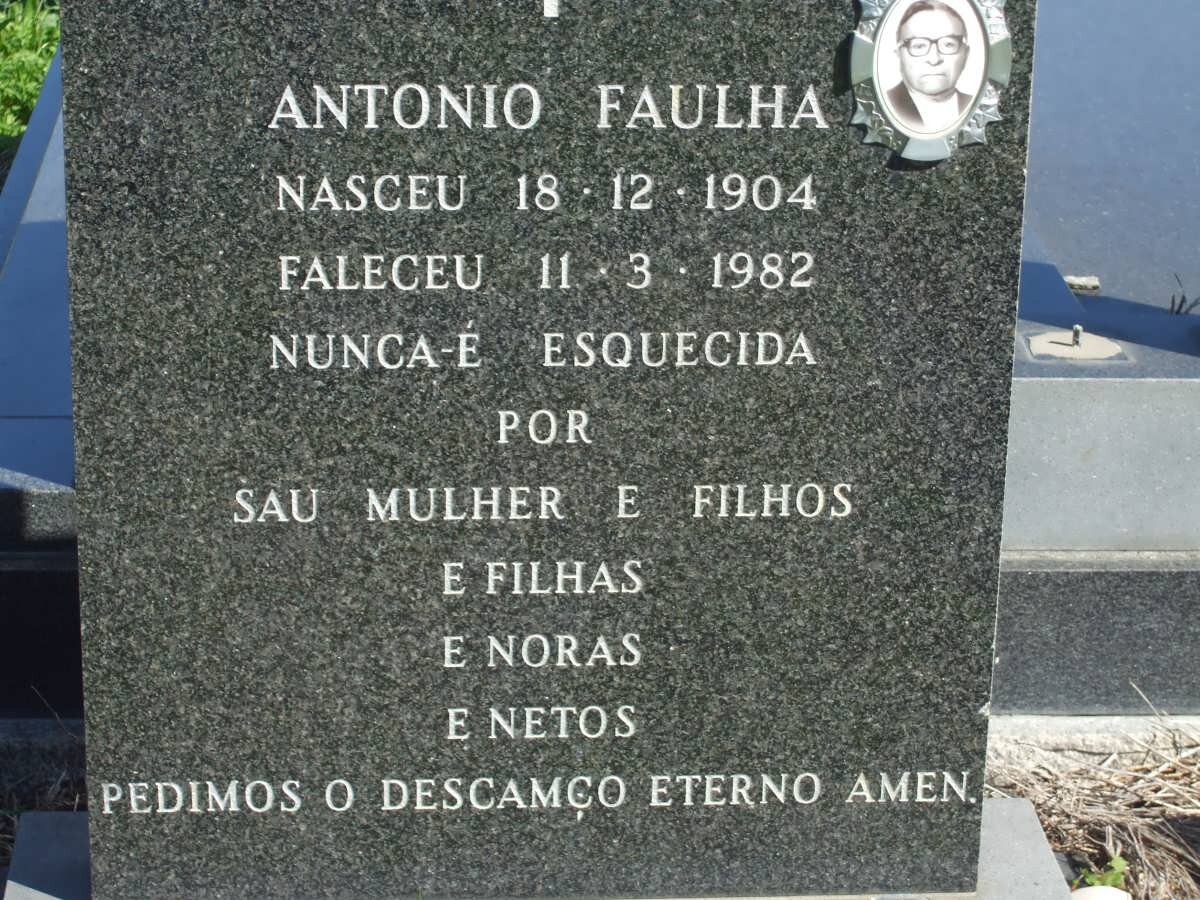 ANTONIO FAULHA
NASCEU 18 · 12 · 1904
FALECEU 11 · 3 · 1982
NUNCA-É ESQUECIDA
POR
SAU MULHER E FILHOS
E FILHAS
E NORAS
E NETOS
PEDIMOS O DESCAMÇO ETERNO AMEN.